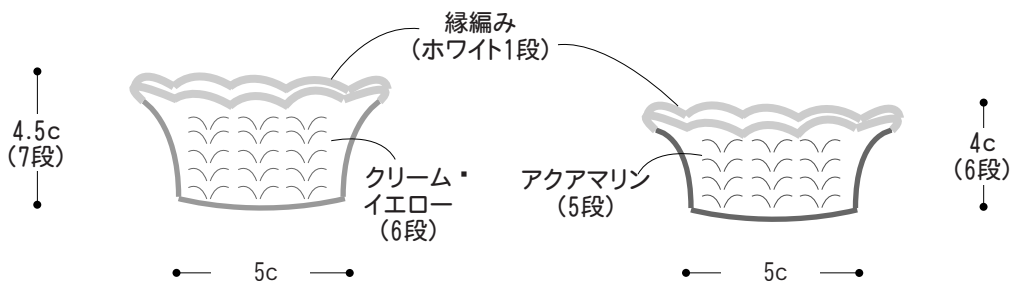 縁編み
(ホワイト1段)
4.5c
(7段)
クリーム・
イエロー
(6段)
5c
アクアマリン
(5段)
4c
(6段)
5c